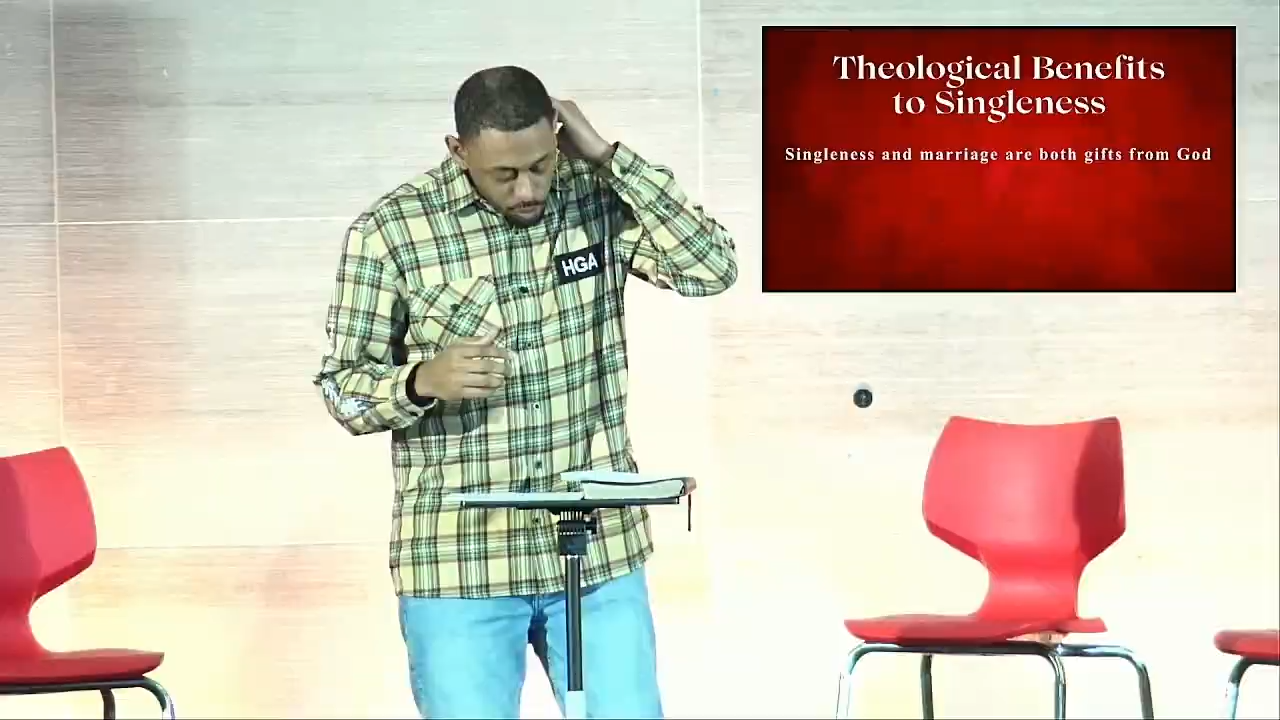 Theological Benefits
to Singleness
Singleness and marriage are both gifts from God
HGA